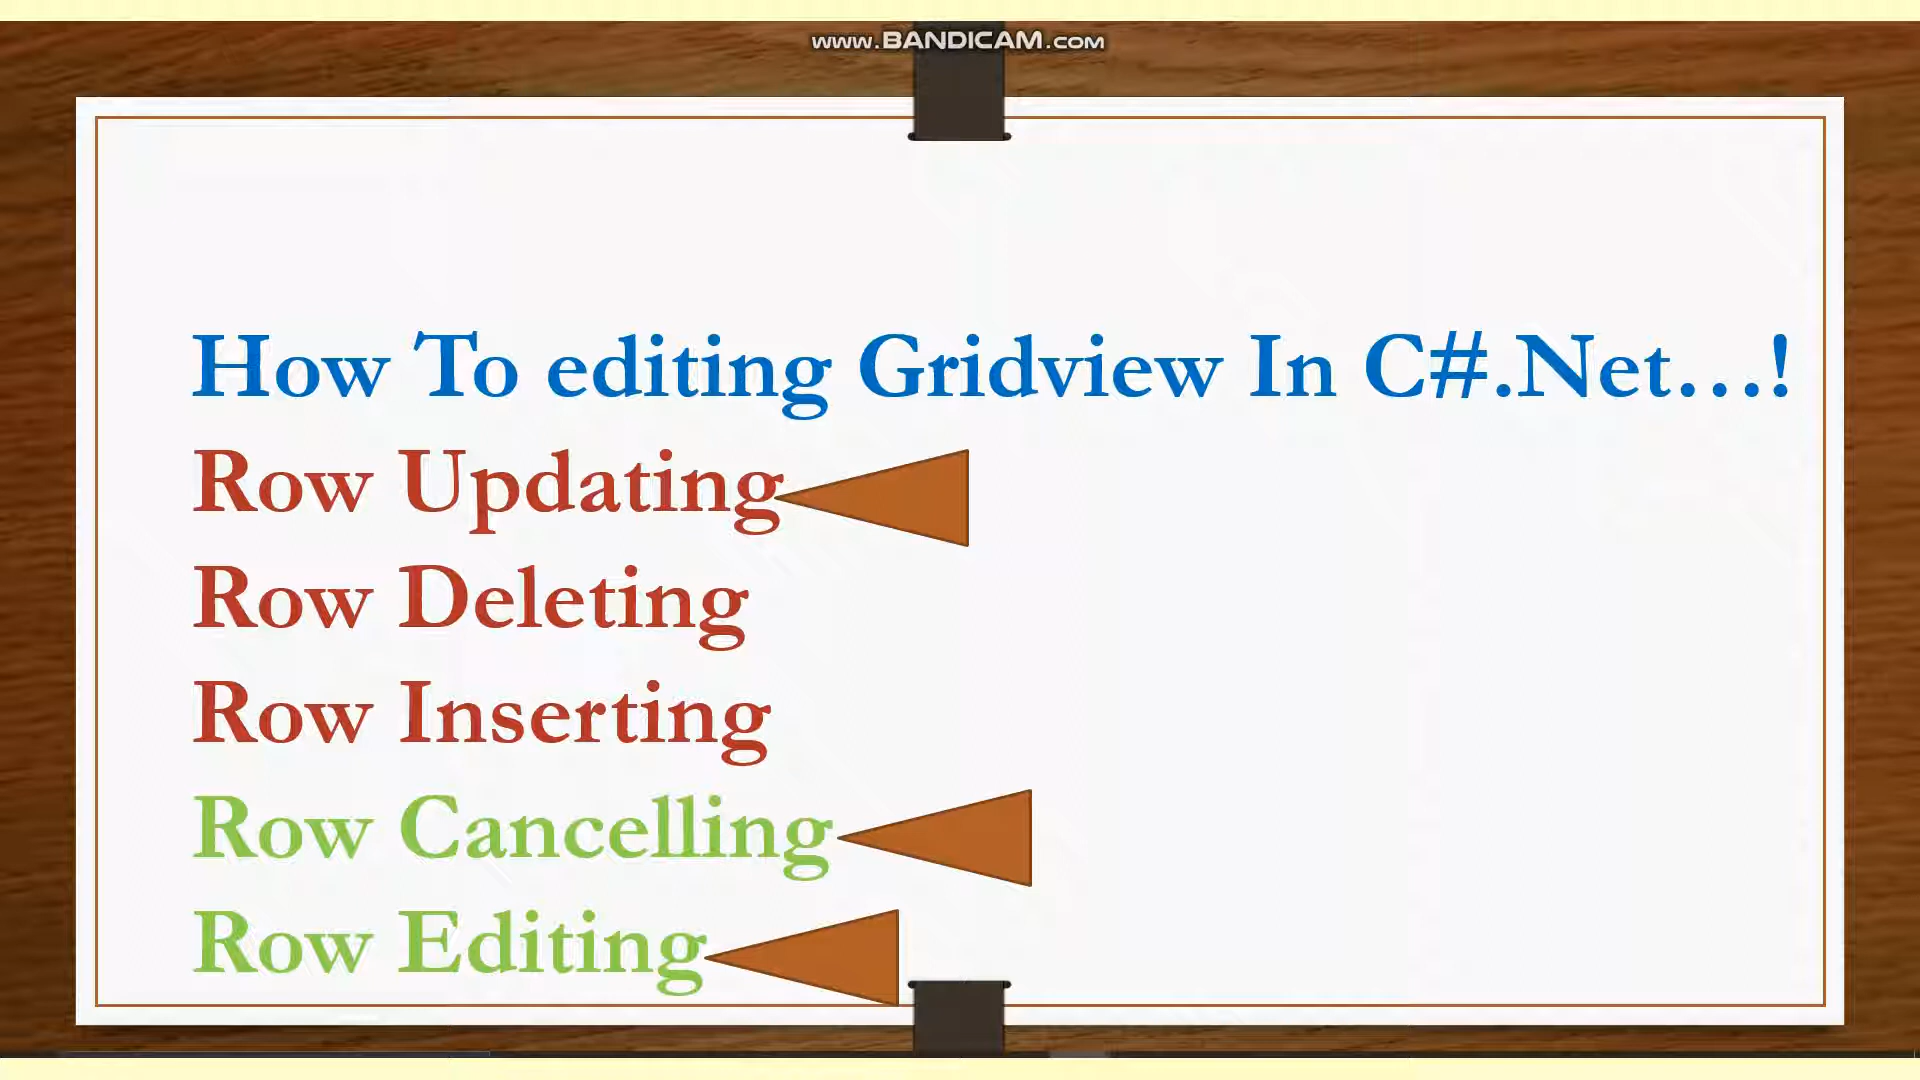 www.BANDICAM.com
How To editing Gridview In C#.Net...!
Row Updating
Row Deleting
Row Inserting
Row Cancelling
Row Editing